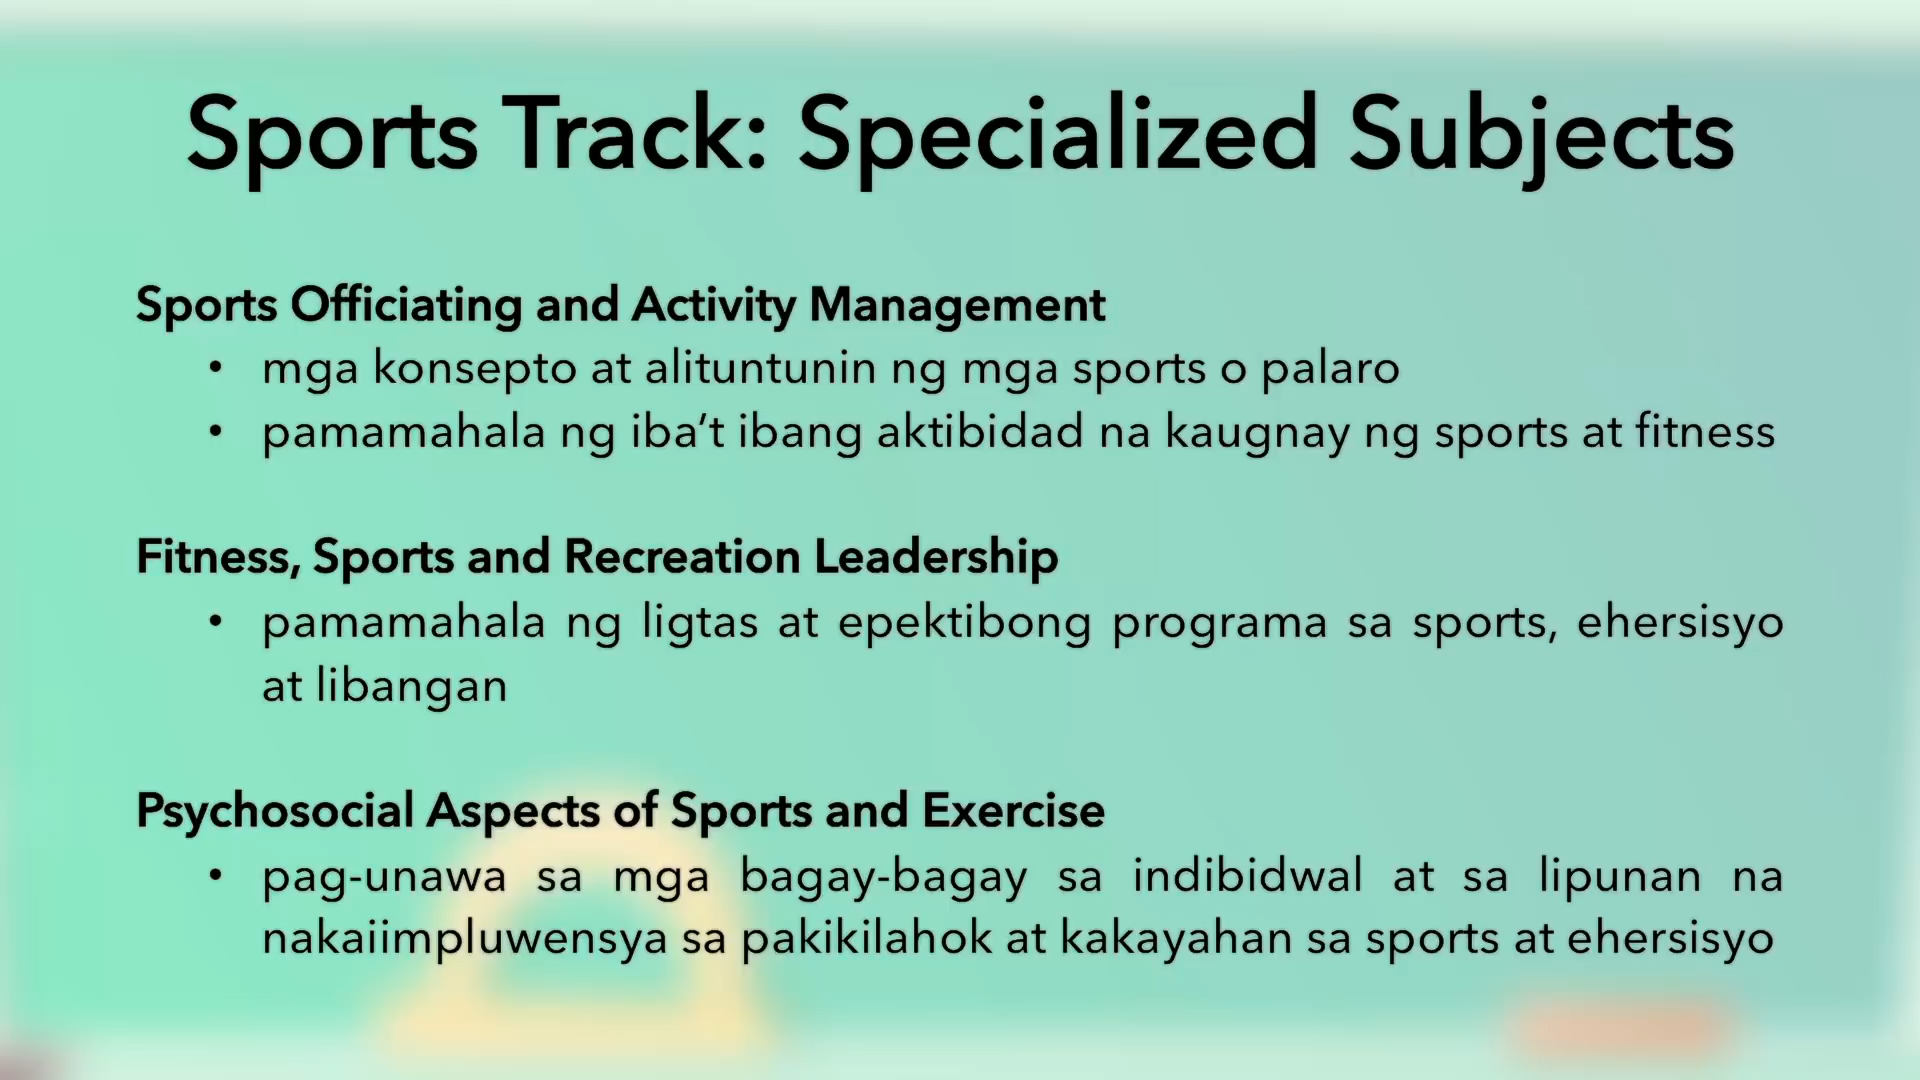 Sports Track: Specialized Subjects
Sports Officiating and Activity Management
• mga konsepto at alituntunin ng mga sports o palaro
• pamamahala ng iba’t ibang aktibidad na kaugnay ng sports at fitness
Fitness, Sports and Recreation Leadership
• pamamahala ng ligtas at epektibong programa sa sports, ehersisyo
at libangan
Psychosocial Aspects of Sports and Exercise
• pag-unawa sa mga bagay-bagay sa indibidwal at sa lipunan na
nakaiimpluwensya sa pakikilahok at kakayahan sa sports at ehersisyo